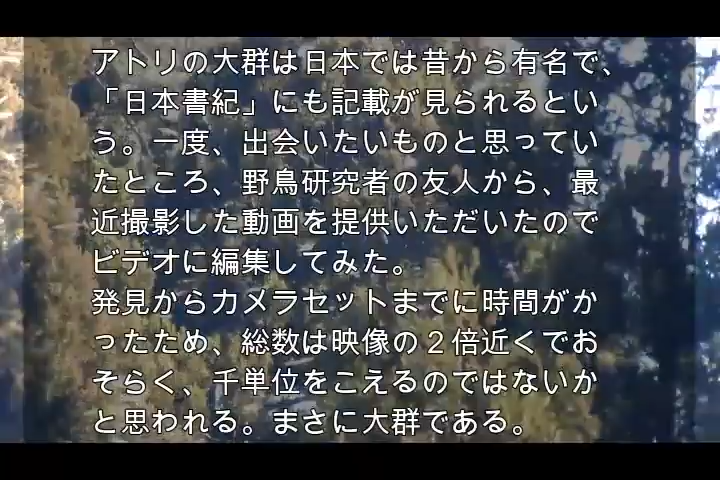 アトリの大群は日本では昔から有名で、
「日本書紀」にも記載が見られるとい
う。一度、出会いたいものと思ってい
たところ、野鳥研究者の友人から、最
近撮影した動画を提供いただいたので
ビデオに編集してみた。
発見からカメラセットまでに時間がか
ったため、総数は映像の２倍近くでお
そらく、千単位をこえるのではないか
と思われる。まさに大群である。